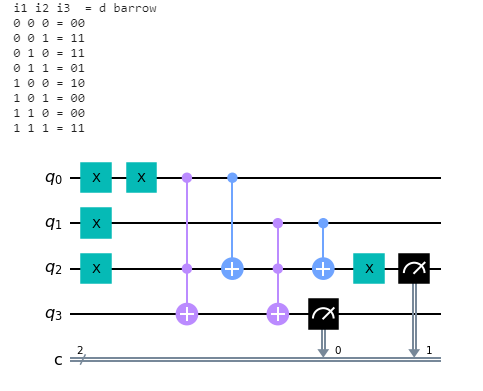 i1 i2 i3  = d barrow
0 0 0 = 00
0 0 1 = 11
0 1 0 = 11
0 1 1 = 01
1 0 0 = 10
1 0 1 = 00
1 1 0 = 00
1 1 1 = 11
q0 X X
q1 X
q2 X X
q3
c 2 0 1